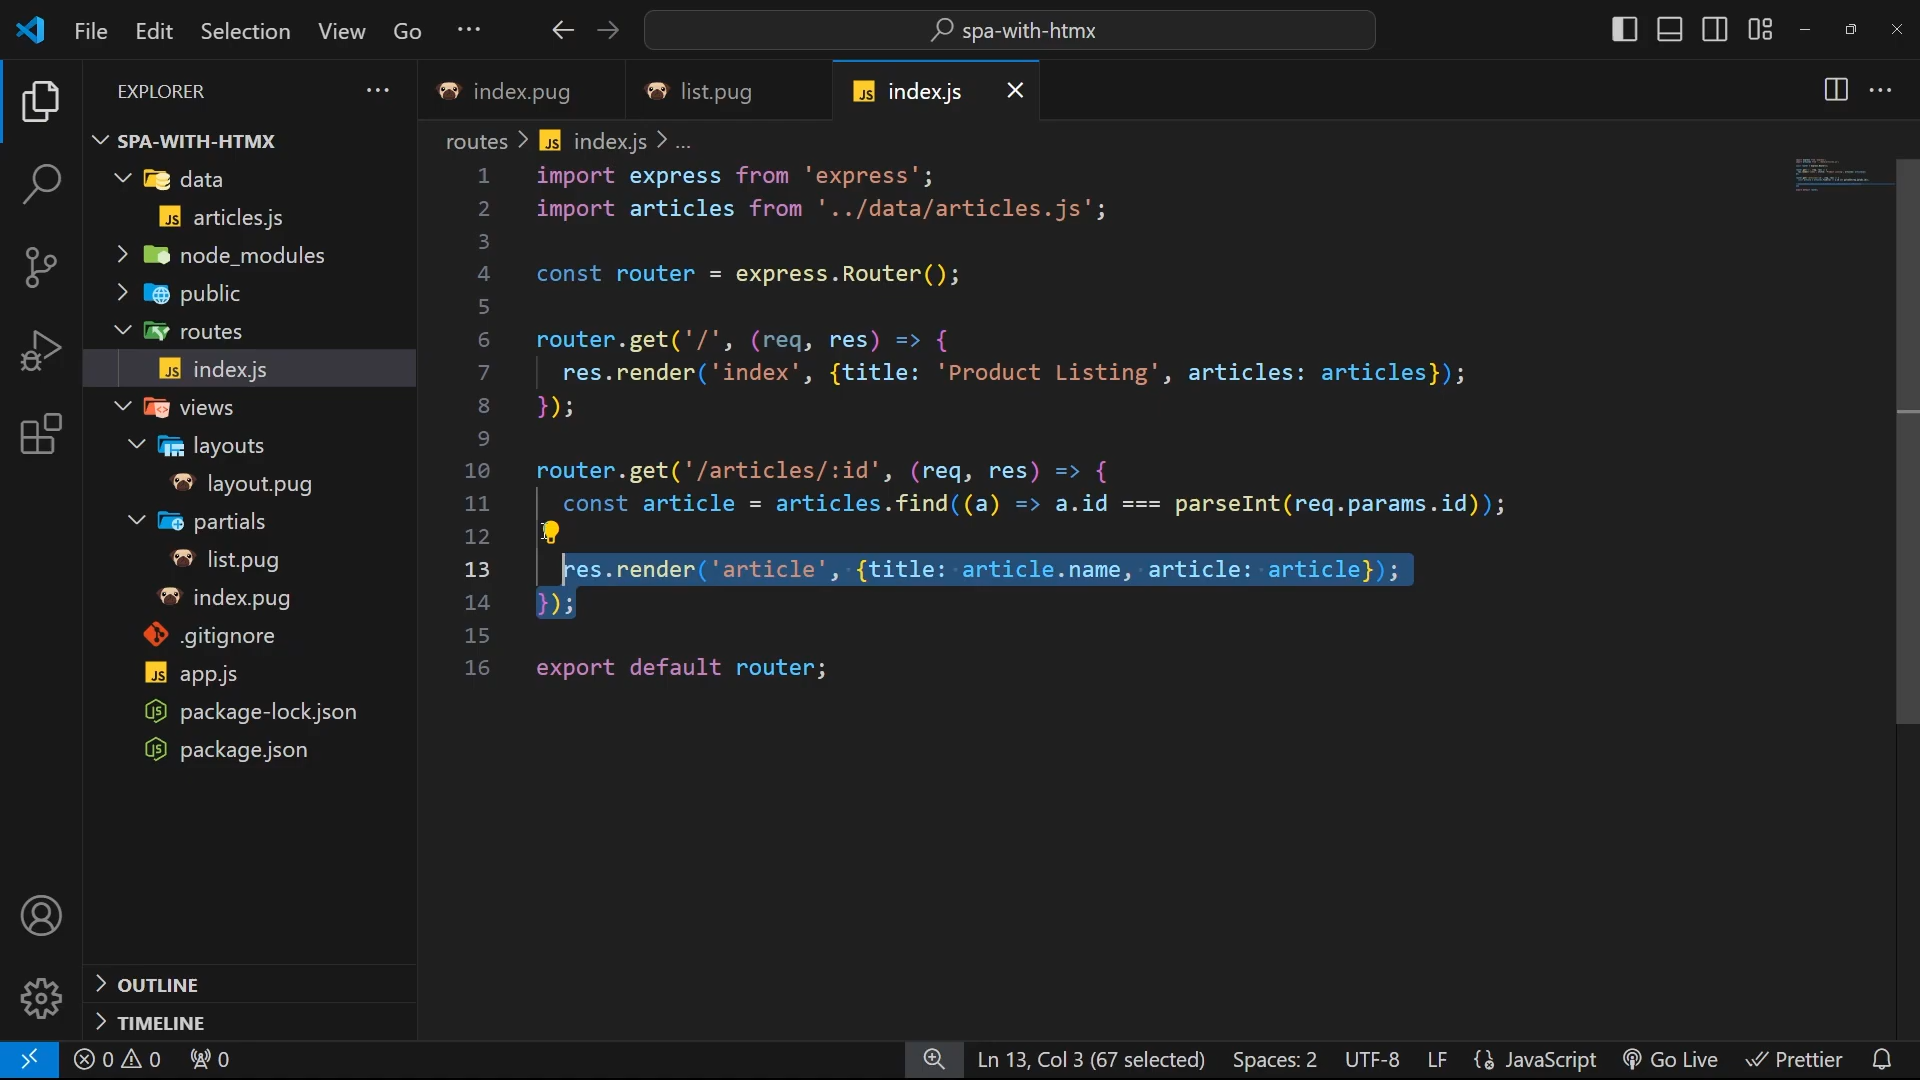 File Edit Selection View Go ··· spa-with-htmx
EXPLORER
SPA-WITH-HTMX
data
JS articles.js
node_modules
public
routes
JS index.js
views
layouts
layout.pug
partials
list.pug
index.pug
.gitignore
JS app.js
package-lock.json
package.json
OUTLINE
TIMELINE
index.pug list.pug JS index.js
routes > JS index.js > ...
1 import express from 'express';
2 import articles from '../data/articles.js';
3
4 const router = express.Router();
5
6 router.get('/', (req, res) => {
7 res.render('index', {title: 'Product Listing', articles: articles});
8 });
9
10 router.get('/articles/:id', (req, res) => {
11 const article = articles.find((a) => a.id === parseInt(req.params.id));
12
13 res.render('article', {title: article.name, article: article});
14 });
15
16 export default router;
0 0 0 Ln 13, Col 3 (67 selected) Spaces: 2 UTF-8 LF JavaScript Go Live Prettier